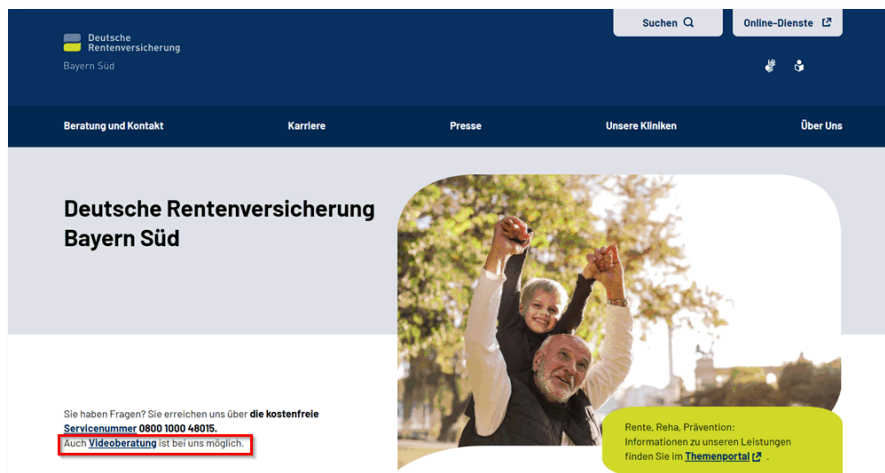 Suchen
Online-Dienste
Deutsche
Rentenversicherung
Bayern Süd
Beratung und Kontakt
Karriere
Presse
Unsere Kliniken
Über Uns
Deutsche Rentenversicherung
Bayern Süd
Sie haben Fragen? Sie erreichen uns über die kostenfreie
Servicenummer 0800 1000 48015.
Auch Videoberatung ist bei uns möglich.
Rente, Reha, Prävention:
Informationen zu unseren Leistungen
finden Sie im Themenportal .